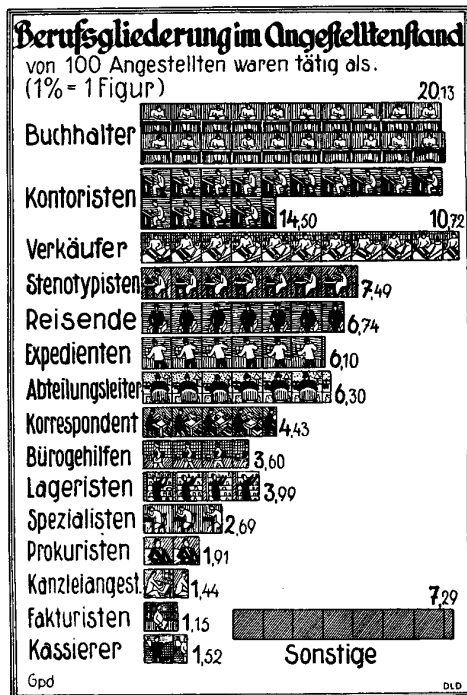 Berufsgliederung im Angestelltenstand
von 100 Angestellten waren tätig als.
(1% = 1 Figur)
20,13
Buchhalter
Kontoristen
14,50
10,72
Verkäufer
Stenotypisten 7,49
Reisende 6,74
Expedienten 6,10
Abteilungsleiter 6,30
Korrespondent 4,43
Bürogehilfen 3,60
Lageristen 3,99
Spezialisten 2,69
Prokuristen 1,91
Kanzleiangest. 1,44
7,29
Fakturisten 1,15
Kassierer 1,52
Sonstige
Gpd
DLD